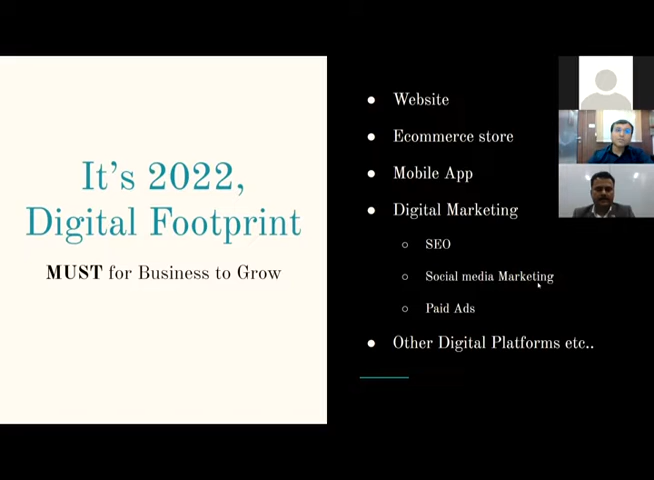 It's 2022,
Digital Footprint
MUST for Business to Grow
Website
Ecommerce store
Mobile App
Digital Marketing
SEO
Social media Marketing
Paid Ads
Other Digital Platforms etc..